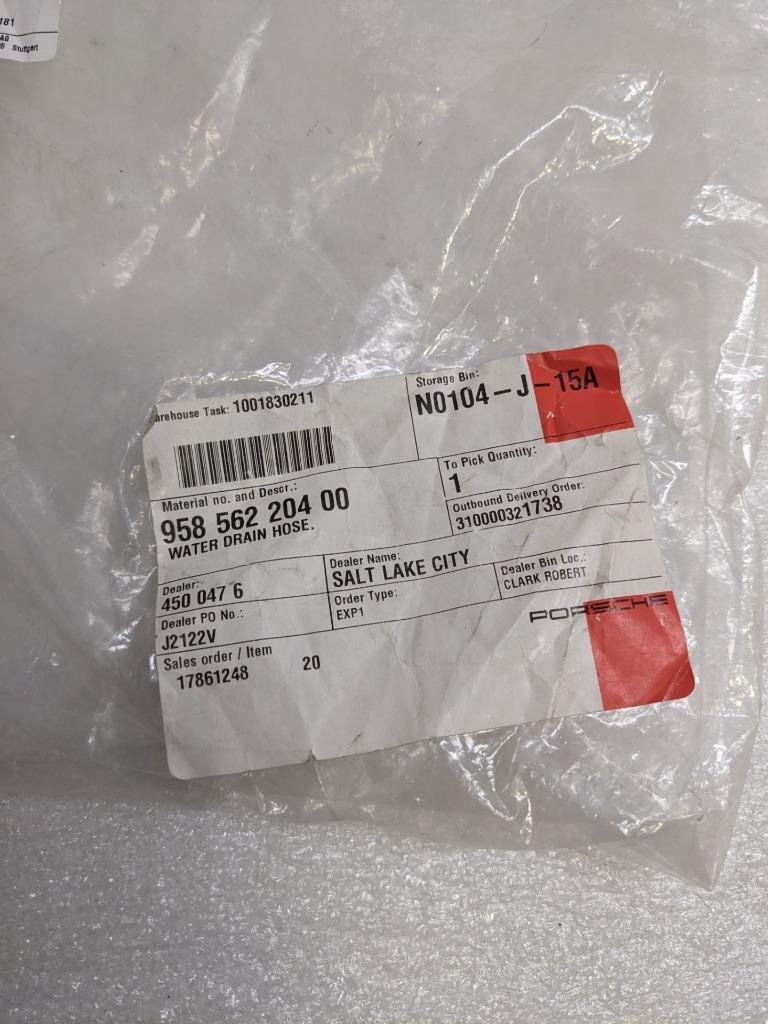 181
AG
Stuttgart
arehouse Task: 1001830211
Storage Bin:
N0104-J-15A
Material no. and Descr.:
958 562 204 00
WATER DRAIN HOSE.
To Pick Quantity:
1
Outbound Delivery Order:
310000321738
Dealer:
450 047 6
Dealer Name:
SALT LAKE CITY
Dealer PO No.:
J2122V
Order Type:
EXP1
Dealer Bin Loc.:
CLARK ROBERT
PORSCHE
Sales order / Item
17861248 20